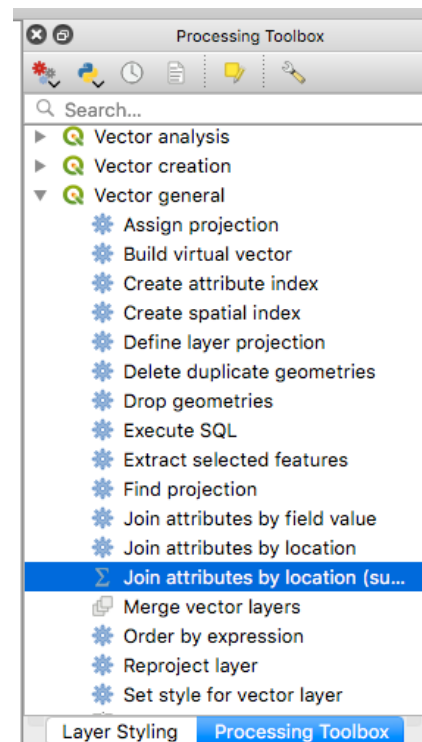 Processing Toolbox
Search...
Vector analysis
Vector creation
Vector general
Assign projection
Build virtual vector
Create attribute index
Create spatial index
Define layer projection
Delete duplicate geometries
Drop geometries
Execute SQL
Extract selected features
Find projection
Join attributes by field value
Join attributes by location
Join attributes by location (su...
Merge vector layers
Order by expression
Reproject layer
Set style for vector layer
Layer Styling Processing Toolbox